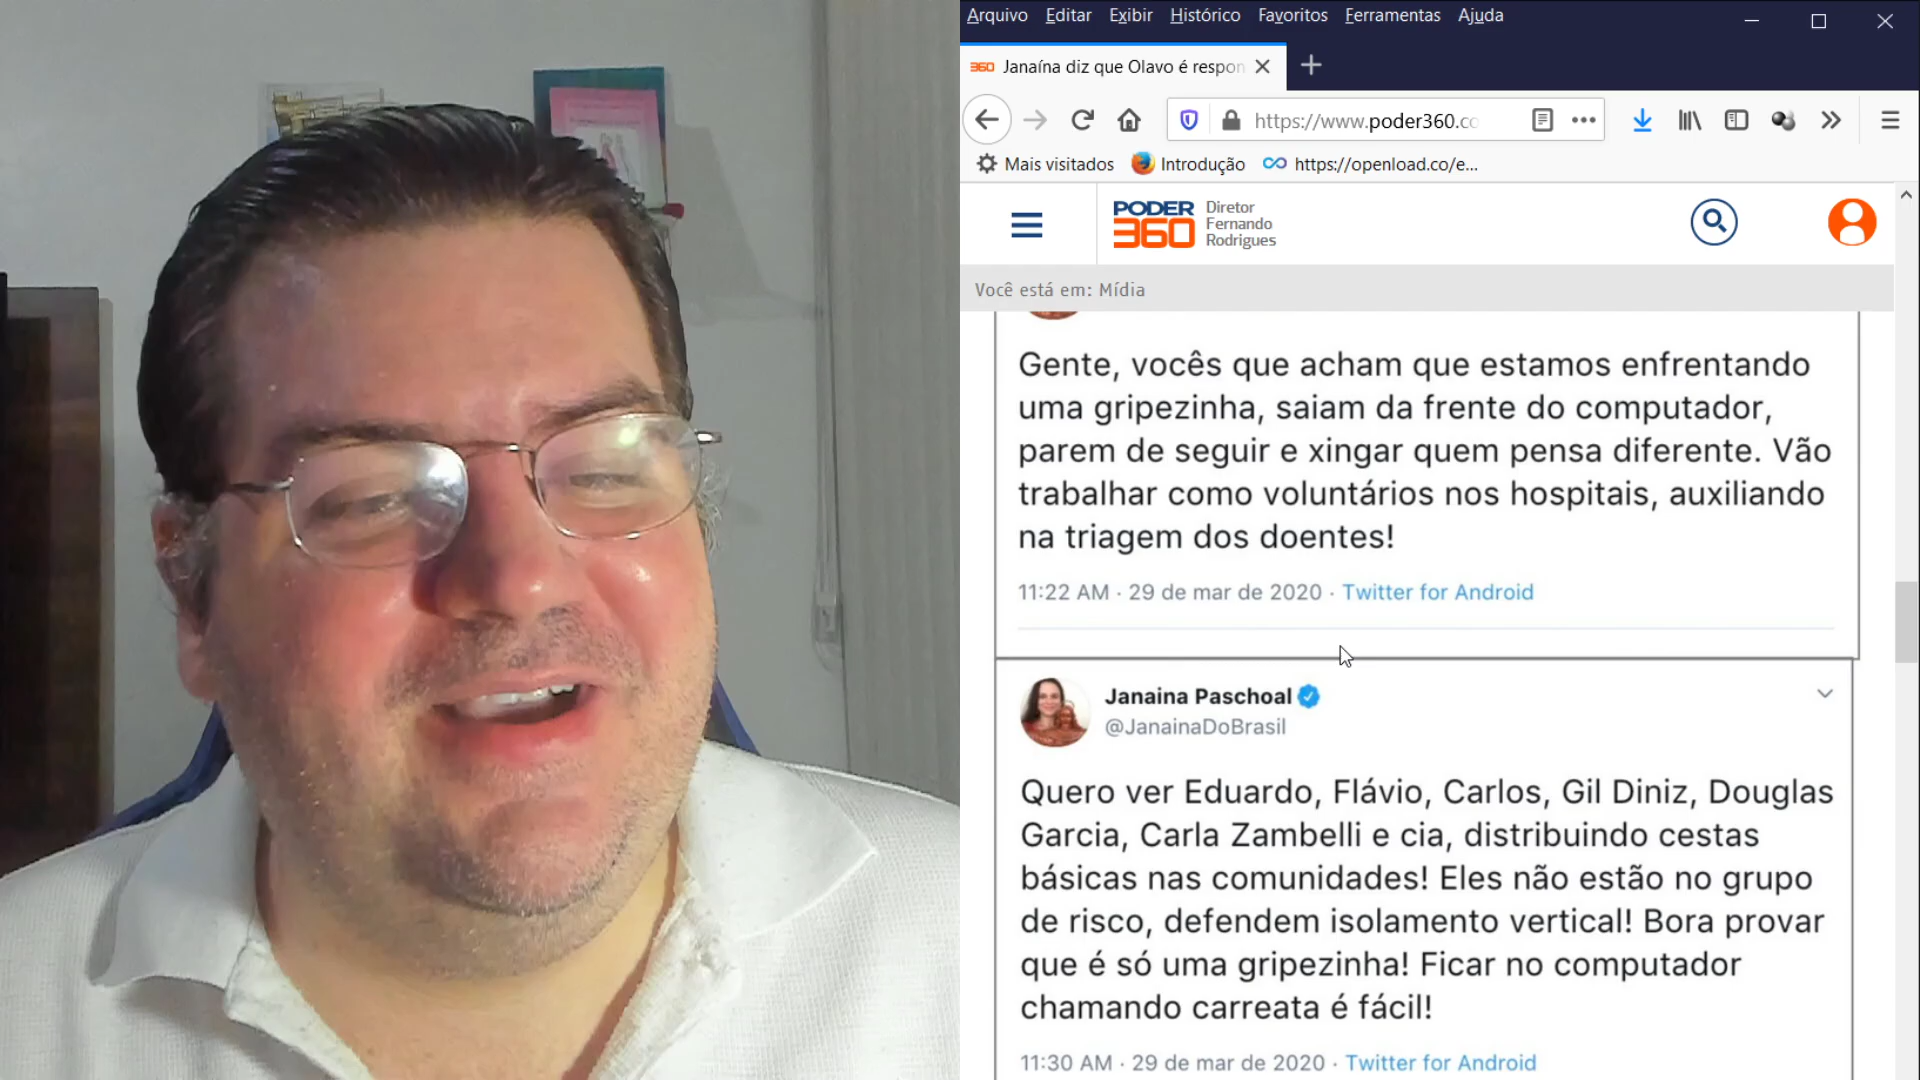 Arquivo Editar Exibir Histórico Favoritos Ferramentas Ajuda
360 Janaína diz que Olavo é respon
https://www.poder360.co
Mais visitados Introdução https://openload.co/e...
PODER
360
Diretor
Fernando
Rodrigues
Você está em: Mídia
Gente, vocês que acham que estamos enfrentando
uma gripezinha, saiam da frente do computador,
parem de seguir e xingar quem pensa diferente. Vão
trabalhar como voluntários nos hospitais, auxiliando
na triagem dos doentes!
11:22 AM · 29 de mar de 2020 · Twitter for Android
Janaina Paschoal
@JanainaDoBrasil
Quero ver Eduardo, Flávio, Carlos, Gil Diniz, Douglas
Garcia, Carla Zambelli e cia, distribuindo cestas
básicas nas comunidades! Eles não estão no grupo
de risco, defendem isolamento vertical! Bora provar
que é só uma gripezinha! Ficar no computador
chamando carreata é fácil!
11:30 AM · 29 de mar de 2020 · Twitter for Android